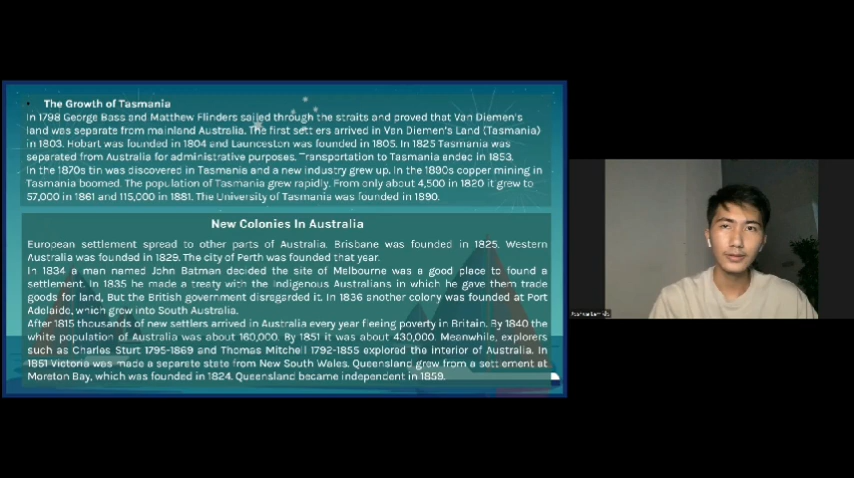 The Growth of Tasmania
In 1798 George Bass and Matthew Flinders sailed through the straits and proved that Van Diemen's
land was separate from mainland Australia. The first settlers arrived in Van Diemen's Land (Tasmania)
in 1803. Hobart was founded in 1804 and Launceston was founded in 1805. In 1825 Tasmania was
separated from Australia for administrative purposes. Transportation to Tasmania ended in 1853.
In the 1870s tin was discovered in Tasmania and a new industry grew up. In the 1890s copper mining in
Tasmania boomed. The population of Tasmania grew rapidly. From only about 4,500 in 1820 it grew to
57,000 in 1861 and 115,000 in 1881. The University of Tasmania was founded in 1890.
New Colonies In Australia
European settlement spread to other parts of Australia. Brisbane was founded in 1825. Western
Australia was founded in 1829. The city of Perth was founded that year.
In 1834 a man named John Batman decided the site of Melbourne was a good place to found a
settlement. In 1835 he made a treaty with the Indigenous Australians in which he gave them trade
goods for land, But the British government disregarded it. In 1836 another colony was founded at Port
Adelaide, which grew into South Australia.
After 1815 thousands of new settlers arrived in Australia every year fleeing poverty in Britain. By 1840 the
white population of Australia was about 160,000. By 1851 it was about 430,000. Meanwhile, explorers
such as Charles Sturt 1795-1869 and Thomas Mitchell 1792-1855 explored the interior of Australia. In
1851 Victoria was made a separate state from New South Wales. Queensland grew from a settlement at
Moreton Bay, which was founded in 1824. Queensland became independent in 1859.